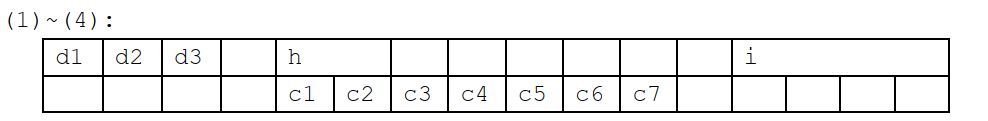 (1)~(4):
d1 d2 d3 h i
c1 c2 c3 c4 c5 c6 c7